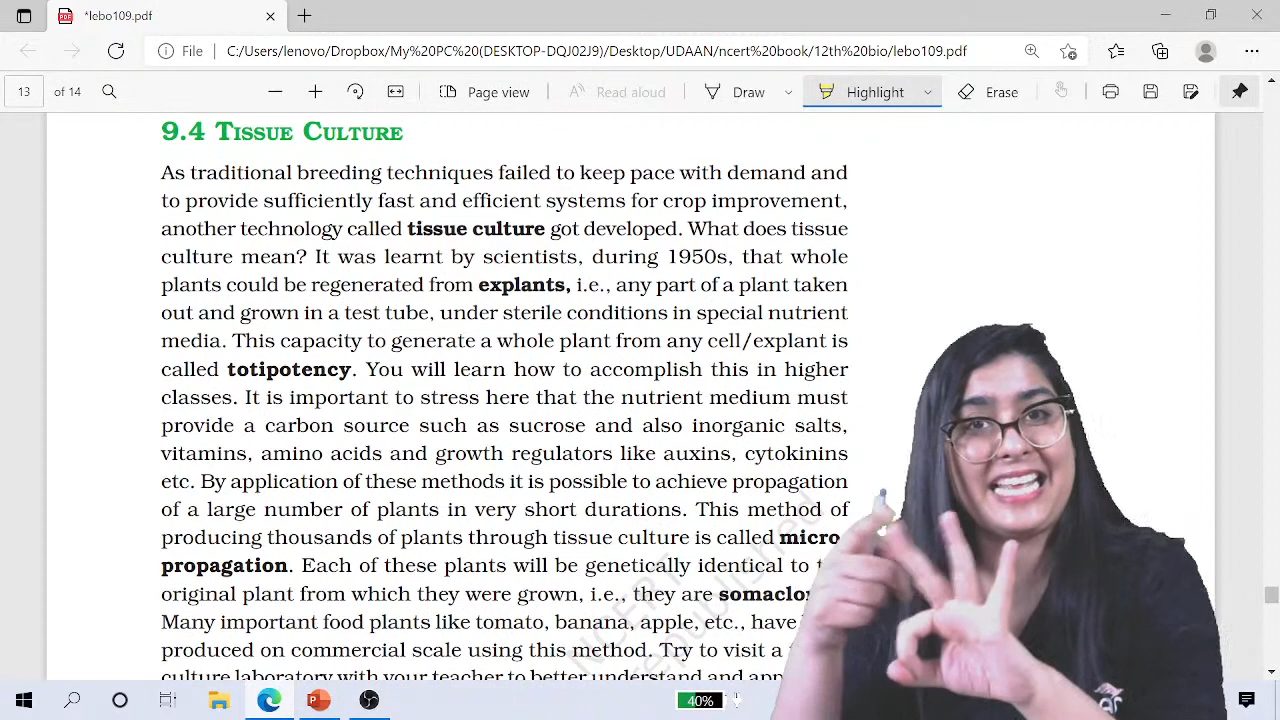 *lebo109.pdf
File C:/Users/lenovo/Dropbox/My%20PC%20(DESKTOP-DQJ02J9)/Desktop/UDAAN/ncert%20book/12th%20bio/lebo109.pdf
13 of 14 Page view Read aloud Draw Highlight Erase
9.4 TISSUE CULTURE
As traditional breeding techniques failed to keep pace with demand and
to provide sufficiently fast and efficient systems for crop improvement,
another technology called tissue culture got developed. What does tissue
culture mean? It was learnt by scientists, during 1950s, that whole
plants could be regenerated from explants, i.e., any part of a plant taken
out and grown in a test tube, under sterile conditions in special nutrient
media. This capacity to generate a whole plant from any cell/explant is
called totipotency. You will learn how to accomplish this in higher
classes. It is important to stress here that the nutrient medium must
provide a carbon source such as sucrose and also inorganic salts,
vitamins, amino acids and growth regulators like auxins, cytokinins
etc. By application of these methods it is possible to achieve propagation
of a large number of plants in very short durations. This method of
producing thousands of plants through tissue culture is called micro
propagation. Each of these plants will be genetically identical to
original plant from which they were grown, i.e., they are
Many important food plants like tomato, banana, apple, etc., have
produced on commercial scale using this method. Try to visit a
culture laboratory with your teacher to better understand and
40%